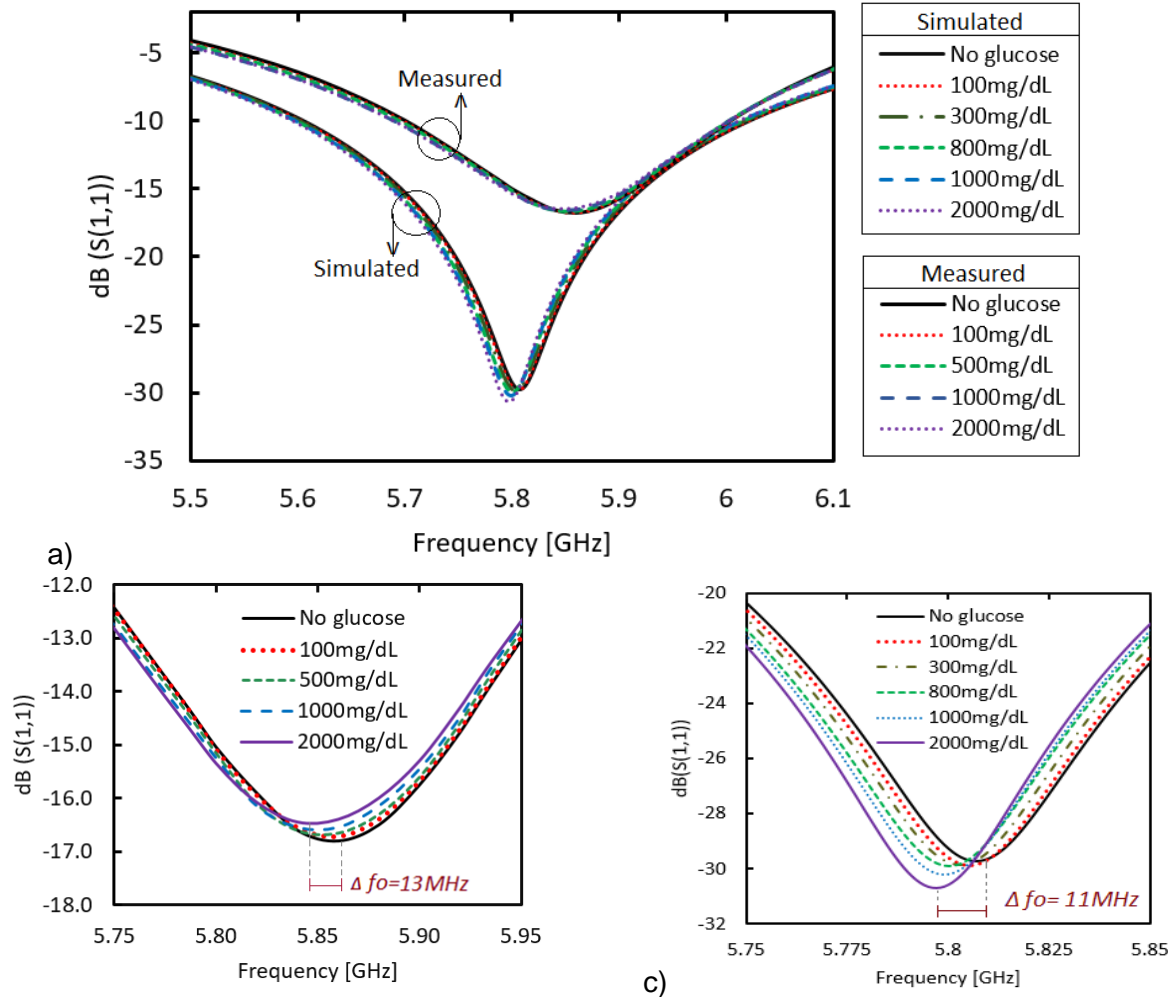 Simulated
No glucose
100mg/dL
300mg/dL
800mg/dL
1000mg/dL
2000mg/dL
Measured
No glucose
100mg/dL
500mg/dL
1000mg/dL
2000mg/dL
dB (S(1,1))
-5
-10
-15
-20
-25
-30
-35
Measured
Simulated
5.5 5.6 5.7 5.8 5.9 6 6.1
Frequency [GHz]
a)
dB (S(1,1))
-12.0
-13.0
-14.0
-15.0
-16.0
-17.0
-18.0
No glucose
100mg/dL
500mg/dL
1000mg/dL
2000mg/dL
Δ fo=13MHz
5.75 5.80 5.85 5.90 5.95
Frequency [GHz]
dB(S(1,1))
-20
-22
-24
-26
-28
-30
-32
No glucose
100mg/dL
300mg/dL
800mg/dL
1000mg/dL
2000mg/dL
Δ fo= 11MHz
5.75 5.775 5.8 5.825 5.85
Frequency [GHz]
c)